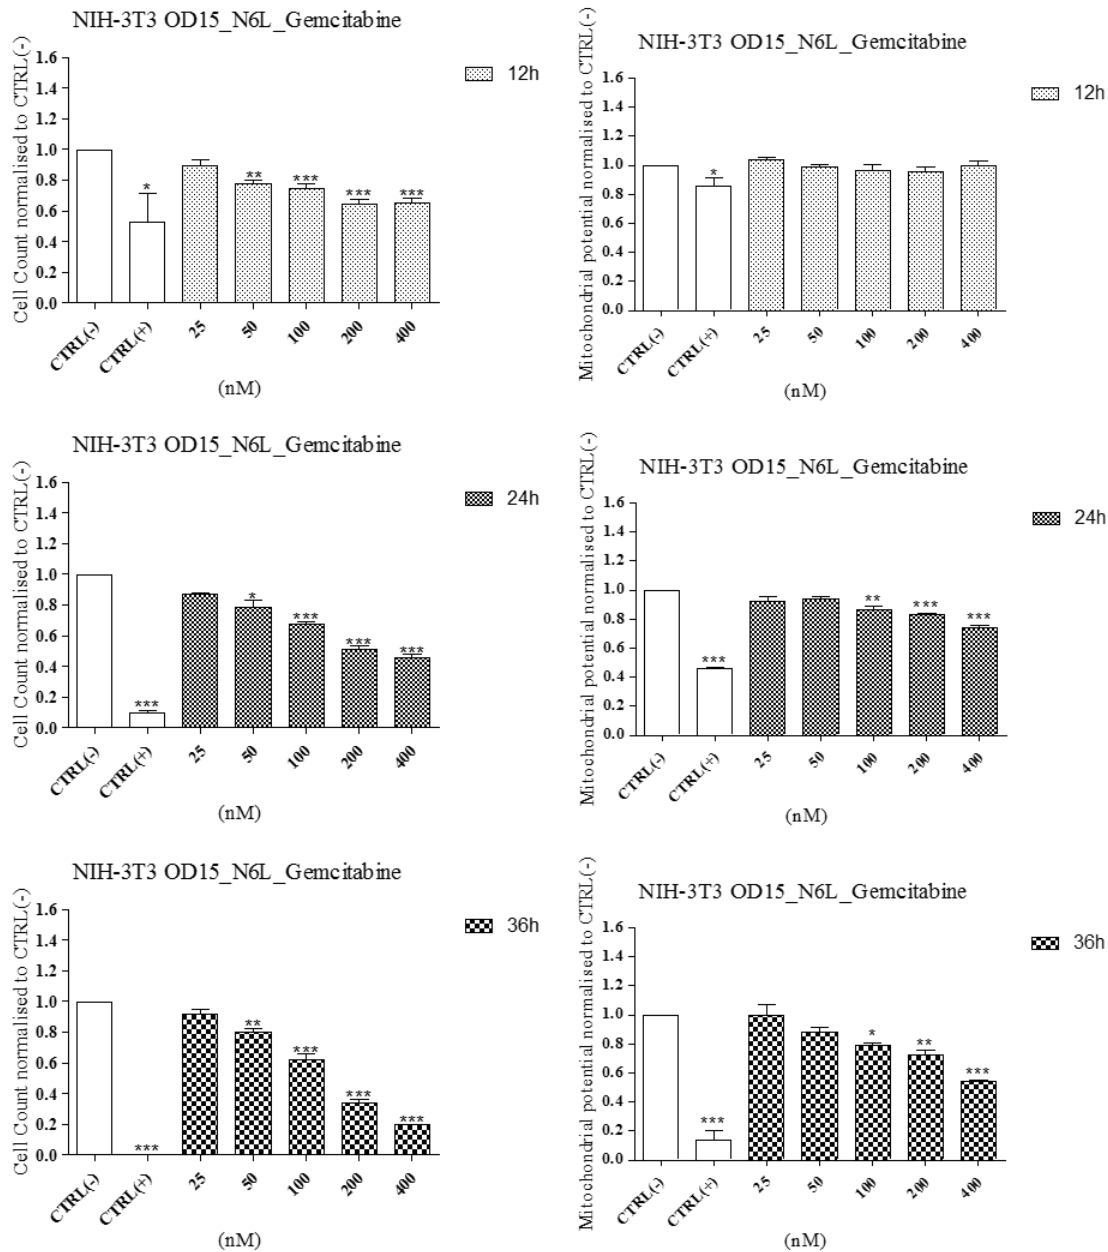 NIH-3T3 OD15_N6L_Gemcitabine
Cell Count normalised to CTRL(-)
1.6
1.4
1.2
1.0
0.8
0.6
0.4
0.2
0.0
* ** *** *** ***
CTRL(-) CTRL(+) 25 50 100 200 400
(nM)
12h
NIH-3T3 OD15_N6L_Gemcitabine
Mitochondrial potential normalised to CTRL(-)
1.6
1.4
1.2
1.0
0.8
0.6
0.4
0.2
0.0
*
CTRL(-) CTRL(+) 25 50 100 200 400
(nM)
12h
NIH-3T3 OD15_N6L_Gemcitabine
Cell Count normalised to CTRL(-)
1.6
1.4
1.2
1.0
0.8
0.6
0.4
0.2
0.0
*** * *** *** ***
CTRL(-) CTRL(+) 25 50 100 200 400
(nM)
24h
NIH-3T3 OD15_N6L_Gemcitabine
Mitochondrial potential normalised to CTRL(-)
1.6
1.4
1.2
1.0
0.8
0.6
0.4
0.2
0.0
*** ** *** ***
CTRL(-) CTRL(+) 25 50 100 200 400
(nM)
24h
NIH-3T3 OD15_N6L_Gemcitabine
Cell Count normalised to CTRL(-)
1.6
1.4
1.2
1.0
0.8
0.6
0.4
0.2
0.0
*** ** *** *** ***
CTRL(-) CTRL(+) 25 50 100 200 400
(nM)
36h
NIH-3T3 OD15_N6L_Gemcitabine
Mitochondrial potential normalised to CTRL(-)
1.6
1.4
1.2
1.0
0.8
0.6
0.4
0.2
0.0
*** * ** ***
CTRL(-) CTRL(+) 25 50 100 200 400
(nM)
36h